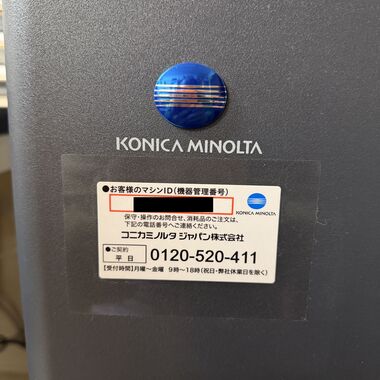 KONICA MINOLTA
●お客様のマシンID(機器管理番号)
KONICA MINOLTA
保守・操作のお問合せ、消耗品のご注文は、
下記の電話番号へご連絡ください。
コニカミノルタ ジャパン株式会社
●ご契約
平日
0120-520-411
【受付時間】月曜～金曜 9時～18時(祝日・弊社休業日を除く)